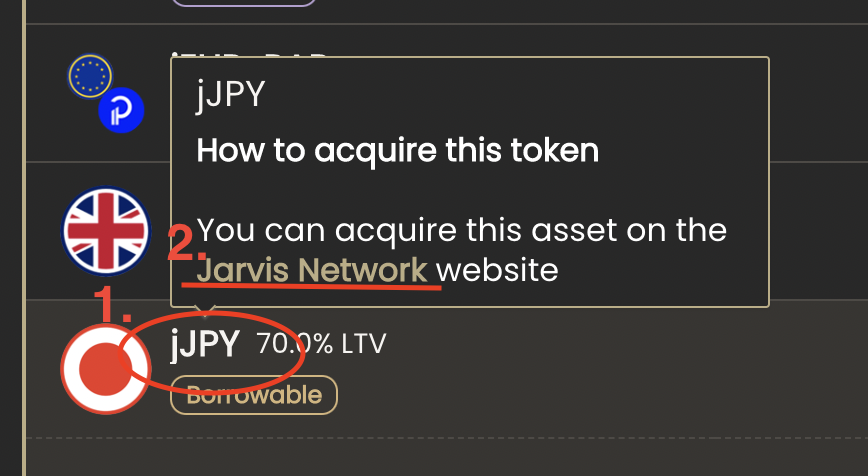 jJPY
How to acquire this token
You can acquire this asset on the
2.
Jarvis Network website
1.
jJPY 70.0% LTV
Borrowable